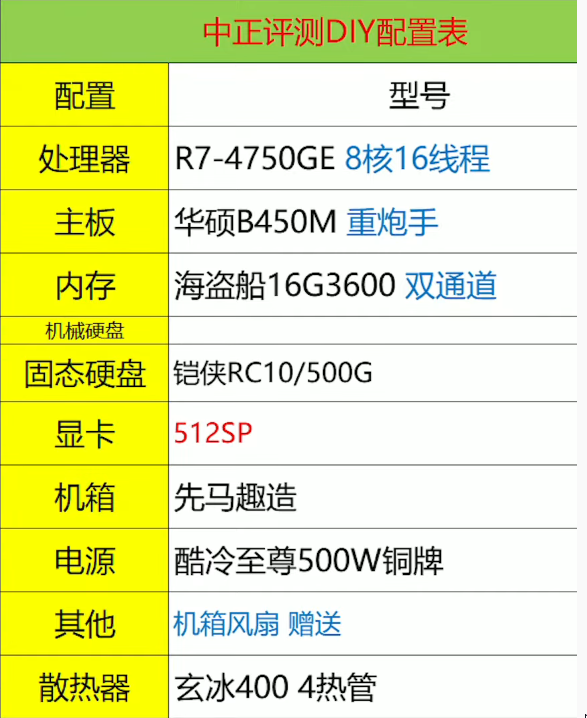 中正评测DIY配置表
配置 型号
处理器 R7-4750GE 8核16线程
主板 华硕B450M 重炮手
内存 海盗船16G3600 双通道
机械硬盘
固态硬盘 铠侠RC10/500G
显卡 512SP
机箱 先马趣造
电源 酷冷至尊500W铜牌
其他 机箱风扇 赠送
散热器 玄冰400 4热管